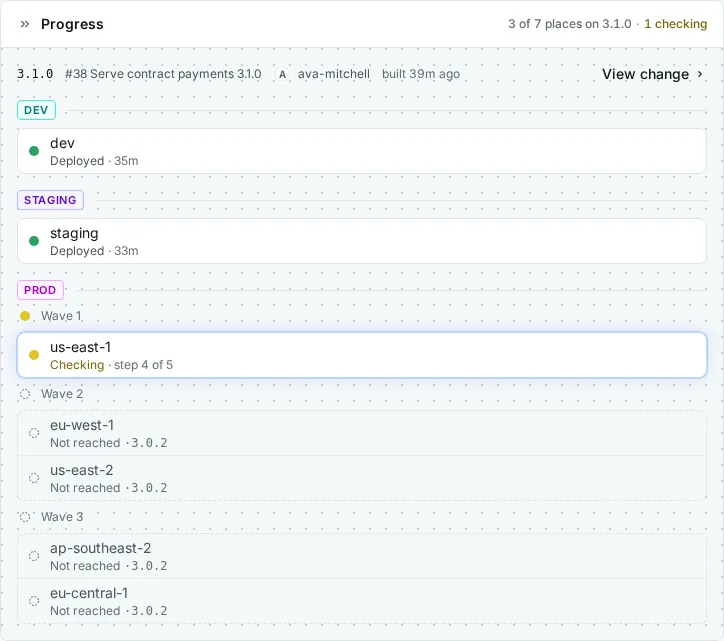 Progress
3 of 7 places on 3.1.0 · 1 checking
3.1.0 #38 Serve contract payments 3.1.0 A ava-mitchell built 39m ago View change
DEV
dev
Deployed · 35m
STAGING
staging
Deployed · 33m
PROD
Wave 1
us-east-1
Checking · step 4 of 5
Wave 2
eu-west-1
Not reached · 3.0.2
us-east-2
Not reached · 3.0.2
Wave 3
ap-southeast-2
Not reached · 3.0.2
eu-central-1
Not reached · 3.0.2